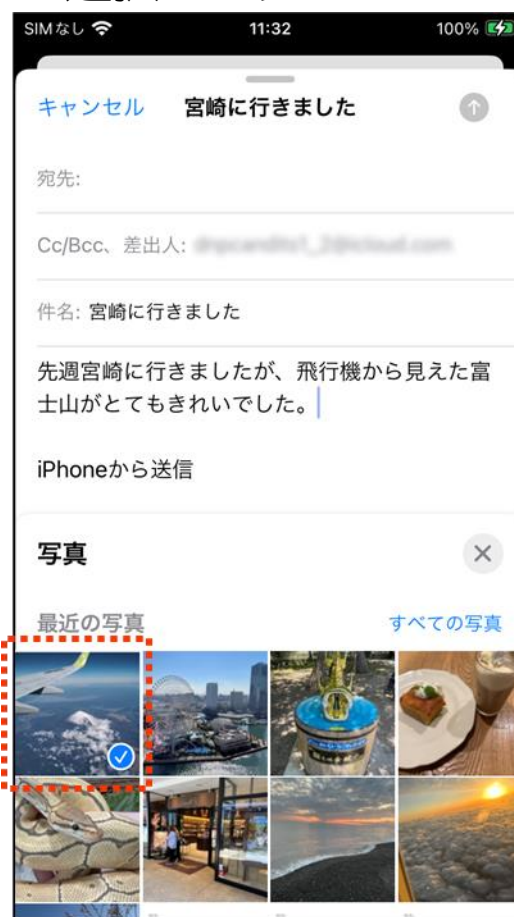 SIMなし 11:32 100%
キャンセル 宮崎に行きました
宛先:
Cc/Bcc、差出人:
件名: 宮崎に行きました
先週宮崎に行きましたが、飛行機から見えた富
士山がとてもきれいでした。
iPhoneから送信
写真
最近の写真 すべての写真